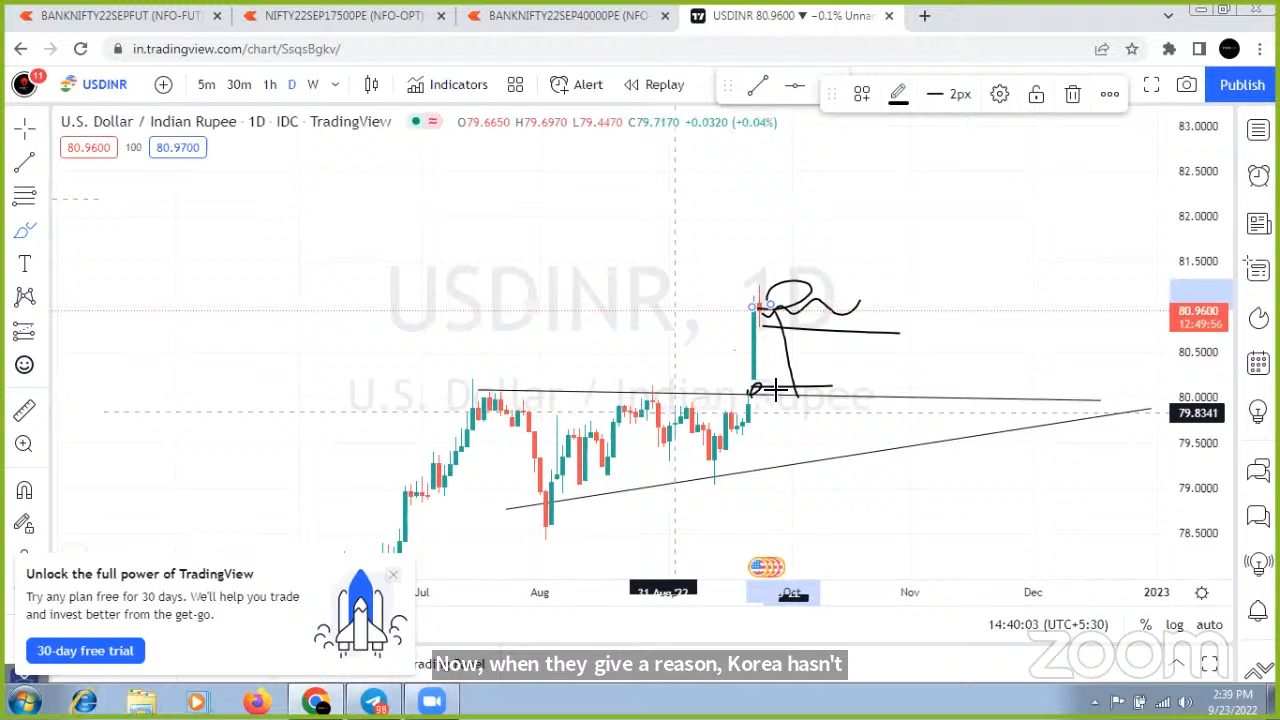 BANKNIFTY22SEPFUT (NFO-FUT)
NIFTY22SEP17500PE (NFO-OPT)
BANKNIFTY22SEP40000PE (NFO-
USDINR 80.9600 ▼ −0.1% Unnar
in.tradingview.com/chart/SsqsBgkv/
11
USDINR
5m 30m 1h D W
Indicators
Alert
Replay
2px
Publish
U.S. Dollar / Indian Rupee · 1D · IDC · TradingView
O79.6650 H79.6970 L79.4470 C79.7170 +0.0320 (+0.04%)
80.9600 100 80.9700
USDINR, 1D
U.S. Dollar / Indian Rupee
83.0000
82.5000
82.0000
81.5000
80.9600
12:49:56
80.5000
80.0000
79.8341
79.5000
79.0000
78.5000
Unlock the full power of TradingView
Try any plan free for 30 days. We'll help you trade
and invest better from the get-go.
30-day free trial
Jul Aug 31 Aug '22 Oct Nov Dec 2023
14:40:03 (UTC+5:30) % log auto
zoom
Now, when they give a reason, Korea hasn't
98
2:39 PM
9/23/2022